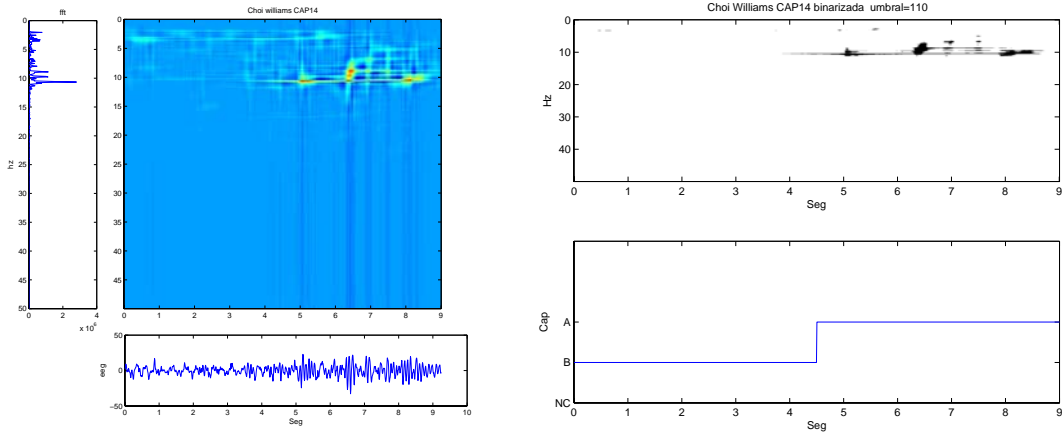 fft
0
5
10
15
20
25
30
35
40
45
50
hz
0 2 4
x 10^6
Choi williams CAP14
0
5
10
15
20
25
30
35
40
45
0 1 2 3 4 5 6 7 8 9
50
0
−50
eeg
0 1 2 3 4 5 6 7 8 9 10
Seg
Choi Williams CAP14 binarizada umbral=110
0
10
20
30
40
Hz
0 1 2 3 4 5 6 7 8 9
Seg
Cap
A
B
NC
0 1 2 3 4 5 6 7 8 9
Seg